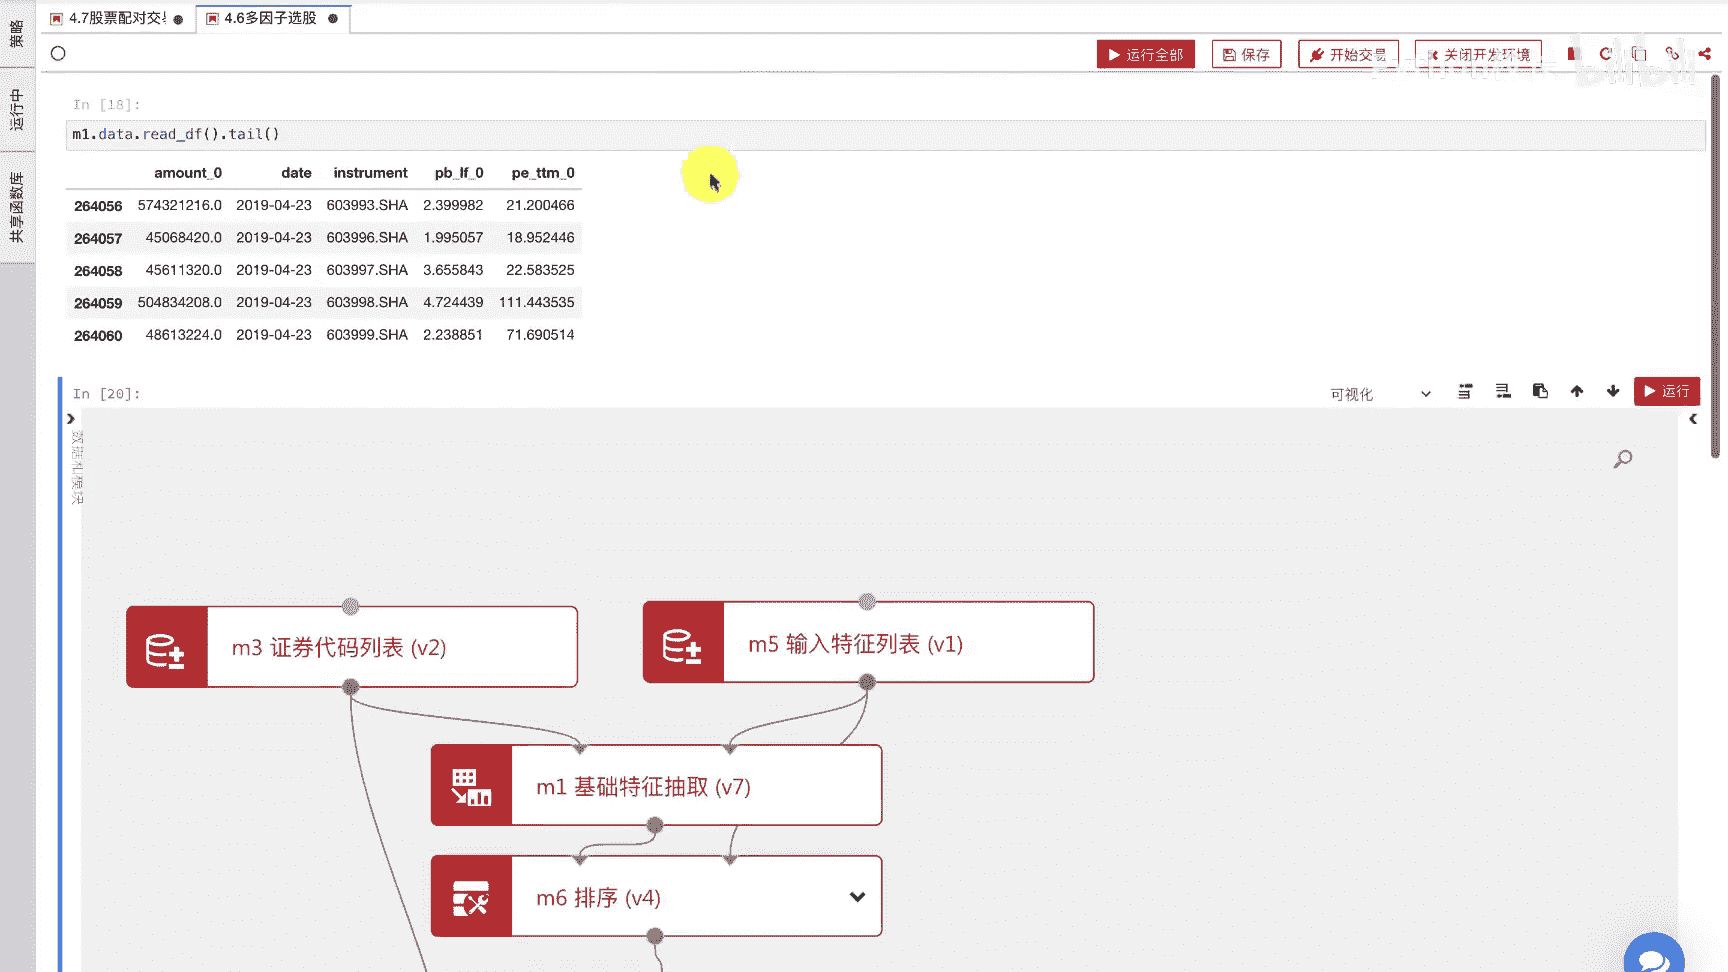 4.7股票配对交易
4.6多因子选股
策略
运行中
共享函数库
运行全部
保存
开始交易
关闭开发环境
bilibili
In [18]:
m1.data.read_df().tail()
amount_0 date instrument pb_lf_0 pe_ttm_0
264056 574321216.0 2019-04-23 603993.SHA 2.399982 21.200466
264057 45068420.0 2019-04-23 603996.SHA 1.995057 18.952446
264058 45611320.0 2019-04-23 603997.SHA 3.655843 22.583525
264059 504834208.0 2019-04-23 603998.SHA 4.724439 111.443535
264060 48613224.0 2019-04-23 603999.SHA 2.238851 71.690514
In [20]:
可视化
运行
数据和模块
m3 证券代码列表 (v2)
m5 输入特征列表 (v1)
m1 基础特征抽取 (v7)
m6 排序 (v4)